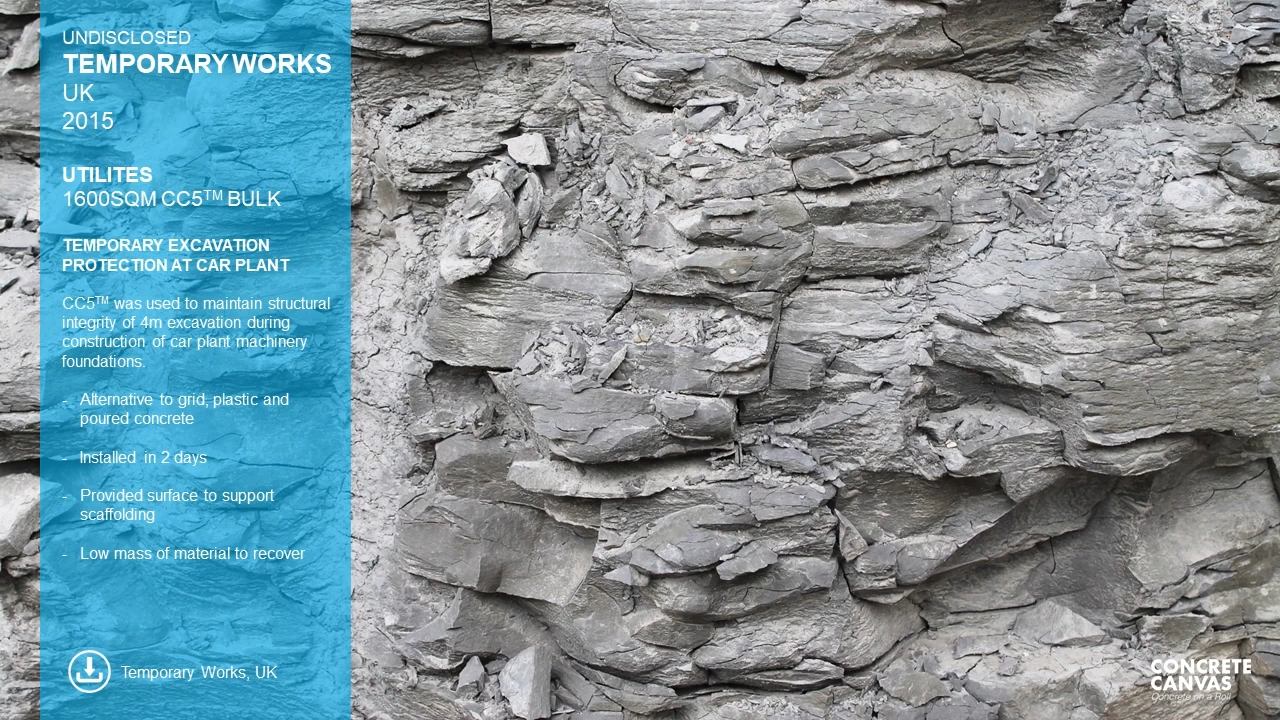 UNDISCLOSED
TEMPORARY WORKS
UK
2015
UTILITES
1600SQM CC5TM BULK
TEMPORARY EXCAVATION
PROTECTION AT CAR PLANT
CC5TM was used to maintain structural
integrity of 4m excavation during
construction of car plant machinery
foundations.
- Alternative to grid, plastic and
poured concrete
- Installed in 2 days
- Provided surface to support
scaffolding
- Low mass of material to recover
Temporary Works, UK
CONCRETE
CANVAS
Concrete on a Roll